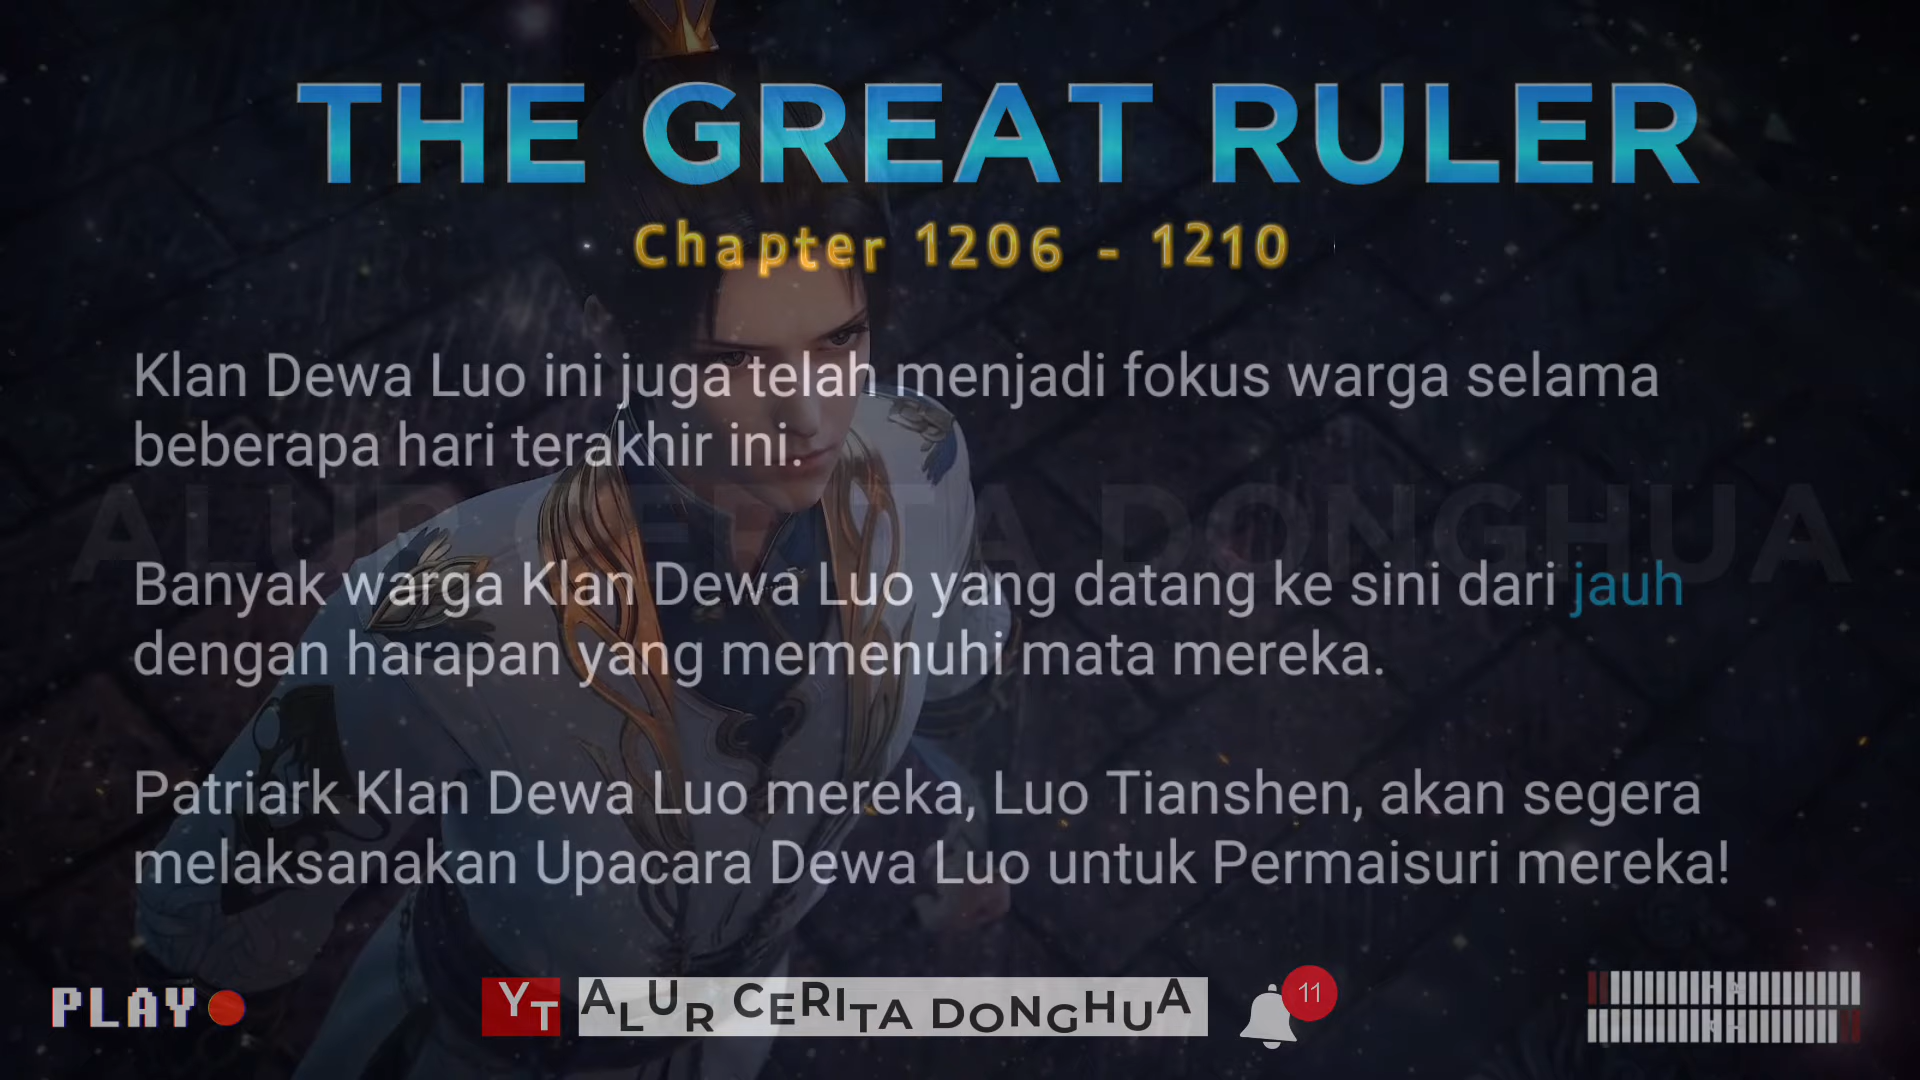 THE GREAT RULER
Chapter 1206 - 1210
Klan Dewa Luo ini juga telah menjadi fokus warga selama
beberapa hari terakhir ini.
ALUR CERITA DONGHUA
Banyak warga Klan Dewa Luo yang datang ke sini dari jauh
dengan harapan yang memenuhi mata mereka.
Patriark Klan Dewa Luo mereka, Luo Tianshen, akan segera
melaksanakan Upacara Dewa Luo untuk Permaisuri mereka!
PLAY
YT ALUR CERITA DONGHUA
11